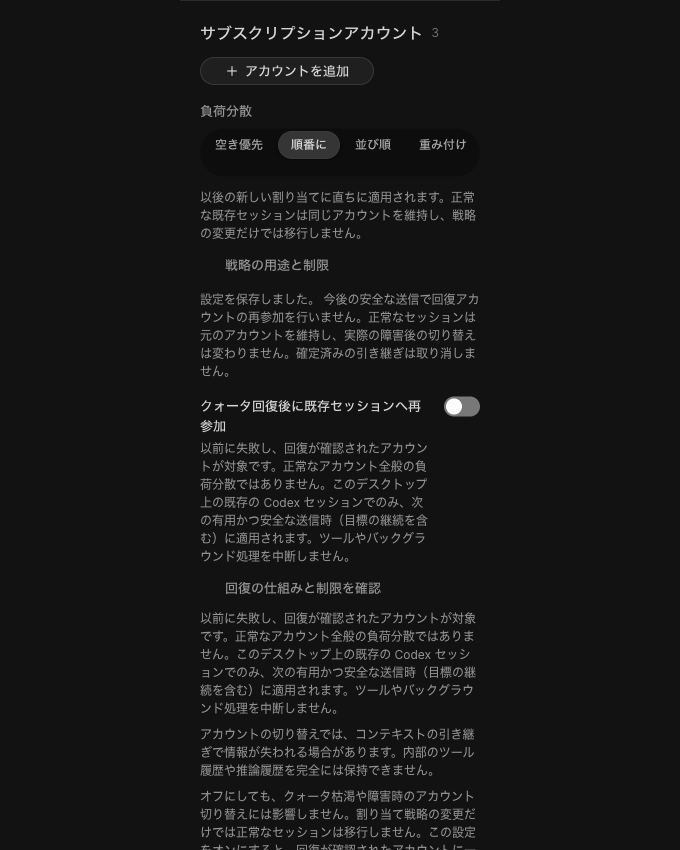 サブスクリプションアカウント 3
＋ アカウントを追加
負荷分散
空き優先 順番に 並び順 重み付け
以後の新しい割り当てに直ちに適用されます。正常
な既存セッションは同じアカウントを維持し、戦略
の変更だけでは移行しません。
戦略の用途と制限
設定を保存しました。 今後の安全な送信で回復アカ
ウントの再参加を行いません。正常なセッションは
元のアカウントを維持し、実際の障害後の切り替え
は変わりません。確定済みの引き継ぎは取り消しま
せん。
クォータ回復後に既存セッションへ再
参加
以前に失敗し、回復が確認されたアカウン
トが対象です。正常なアカウント全般の負
荷分散ではありません。このデスクトップ
上の既存の Codex セッションでのみ、次
の有用かつ安全な送信時（目標の継続を含
む）に適用されます。ツールやバックグラ
ウンド処理を中断しません。
回復の仕組みと制限を確認
以前に失敗し、回復が確認されたアカウントが対象
です。正常なアカウント全般の負荷分散ではありま
せん。このデスクトップ上の既存の Codex セッシ
ョンでのみ、次の有用かつ安全な送信時（目標の継
続を含む）に適用されます。ツールやバックグラウ
ンド処理を中断しません。
アカウントの切り替えでは、コンテキストの引き継
ぎで情報が失われる場合があります。内部のツール
履歴や推論履歴を完全には保持できません。
オフにしても、クォータ枯渇や障害時のアカウント
切り替えには影響しません。割り当て戦略の変更だ
けでは正常なセッションは移行しません。この設定
をオンにすると、回復が確認されたアカウントに一